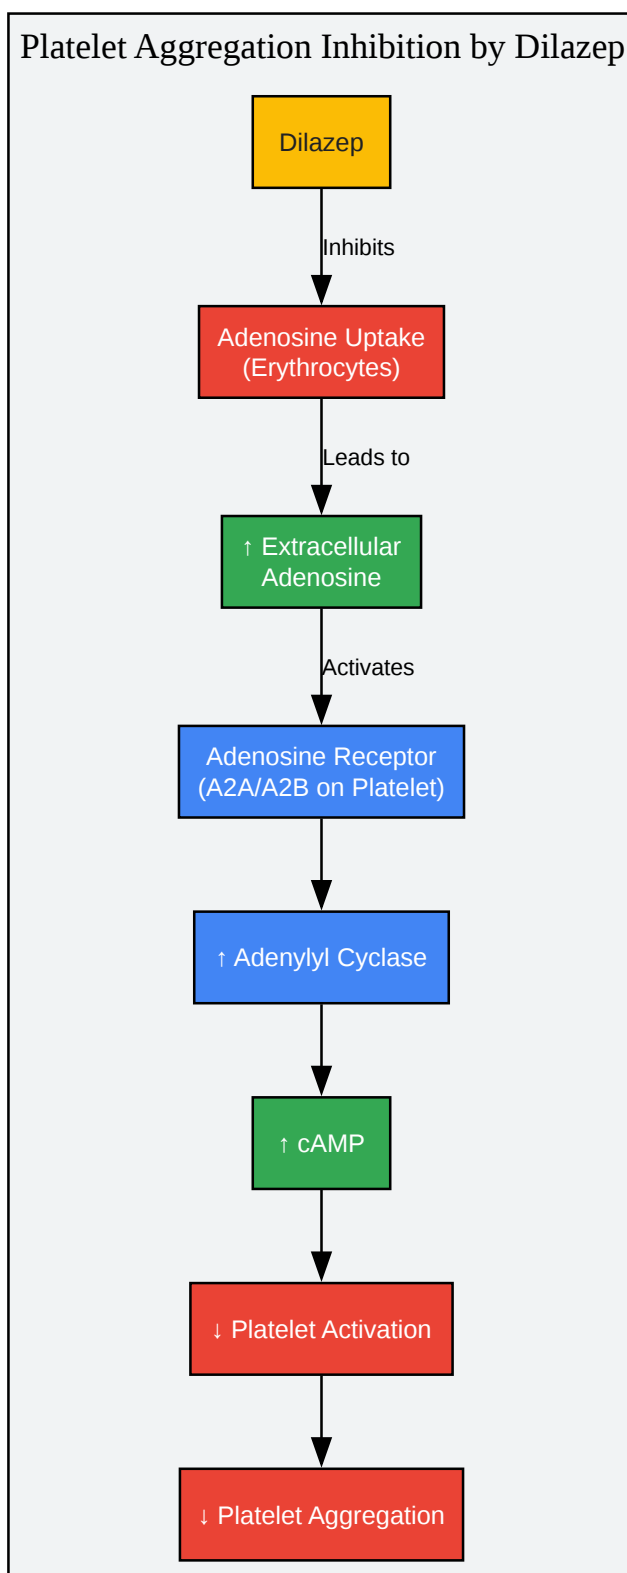 Platelet Aggregation Inhibition by Dilazep
Dilazep
Inhibits
Adenosine Uptake
(Erythrocytes)
Leads to
↑ Extracellular
Adenosine
Activates
Adenosine Receptor
(A2A/A2B on Platelet)
↑ Adenylyl Cyclase
↑ cAMP
↓ Platelet Activation
↓ Platelet Aggregation